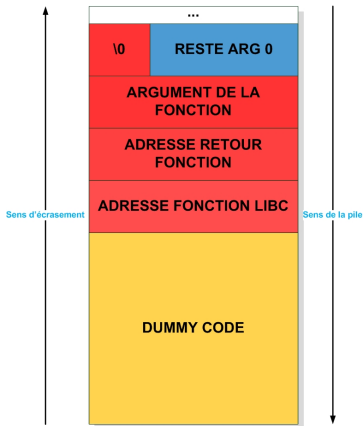 ...
\0
RESTE ARG 0
ARGUMENT DE LA
FONCTION
ADRESSE RETOUR
FONCTION
ADRESSE FONCTION LIBC
Sens d'écrasement
Sens de la pile
DUMMY CODE